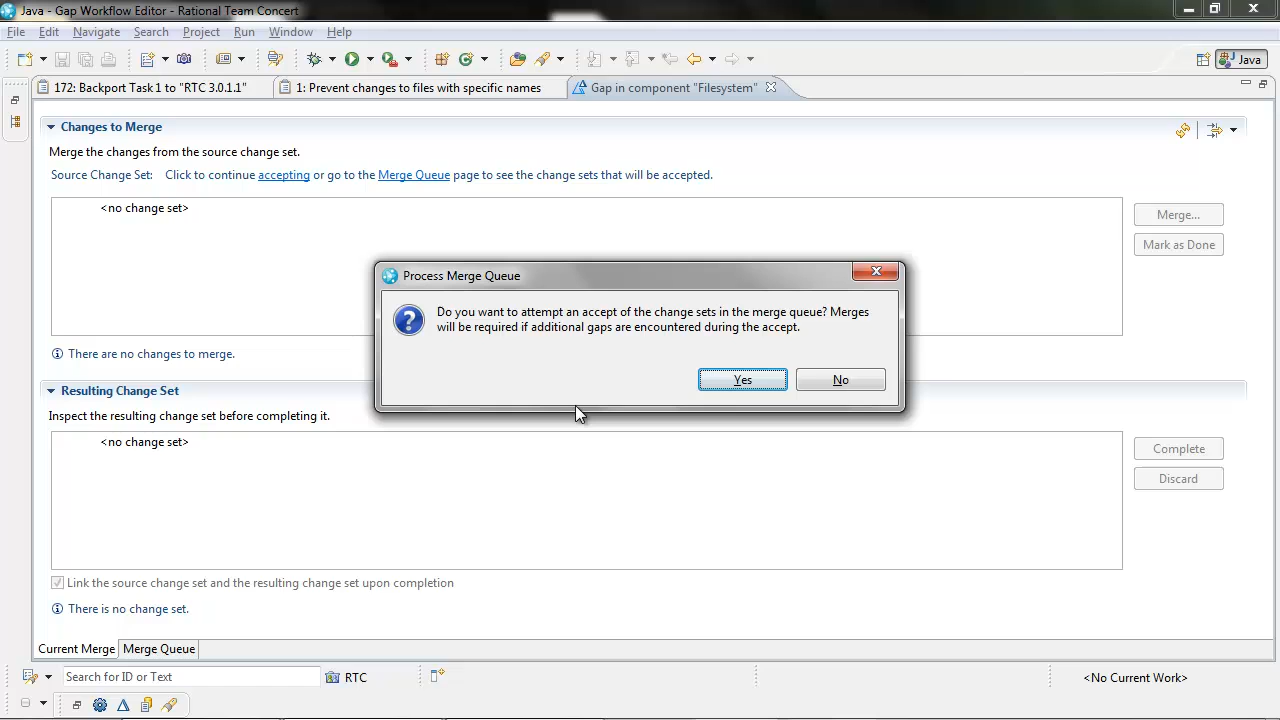 Java - Gap Workflow Editor - Rational Team Concert
File Edit Navigate Search Project Run Window Help
Java
172: Backport Task 1 to "RTC 3.0.1.1" 1: Prevent changes to files with specific names Gap in component "Filesystem"
Changes to Merge
Merge the changes from the source change set.
Source Change Set: Click to continue accepting or go to the Merge Queue page to see the change sets that will be accepted.
<no change set>
Merge...
Mark as Done
Process Merge Queue
Do you want to attempt an accept of the change sets in the merge queue? Merges
will be required if additional gaps are encountered during the accept.
Yes No
There are no changes to merge.
Resulting Change Set
Inspect the resulting change set before completing it.
<no change set>
Complete
Discard
Link the source change set and the resulting change set upon completion
There is no change set.
Current Merge Merge Queue
Search for ID or Text RTC <No Current Work>